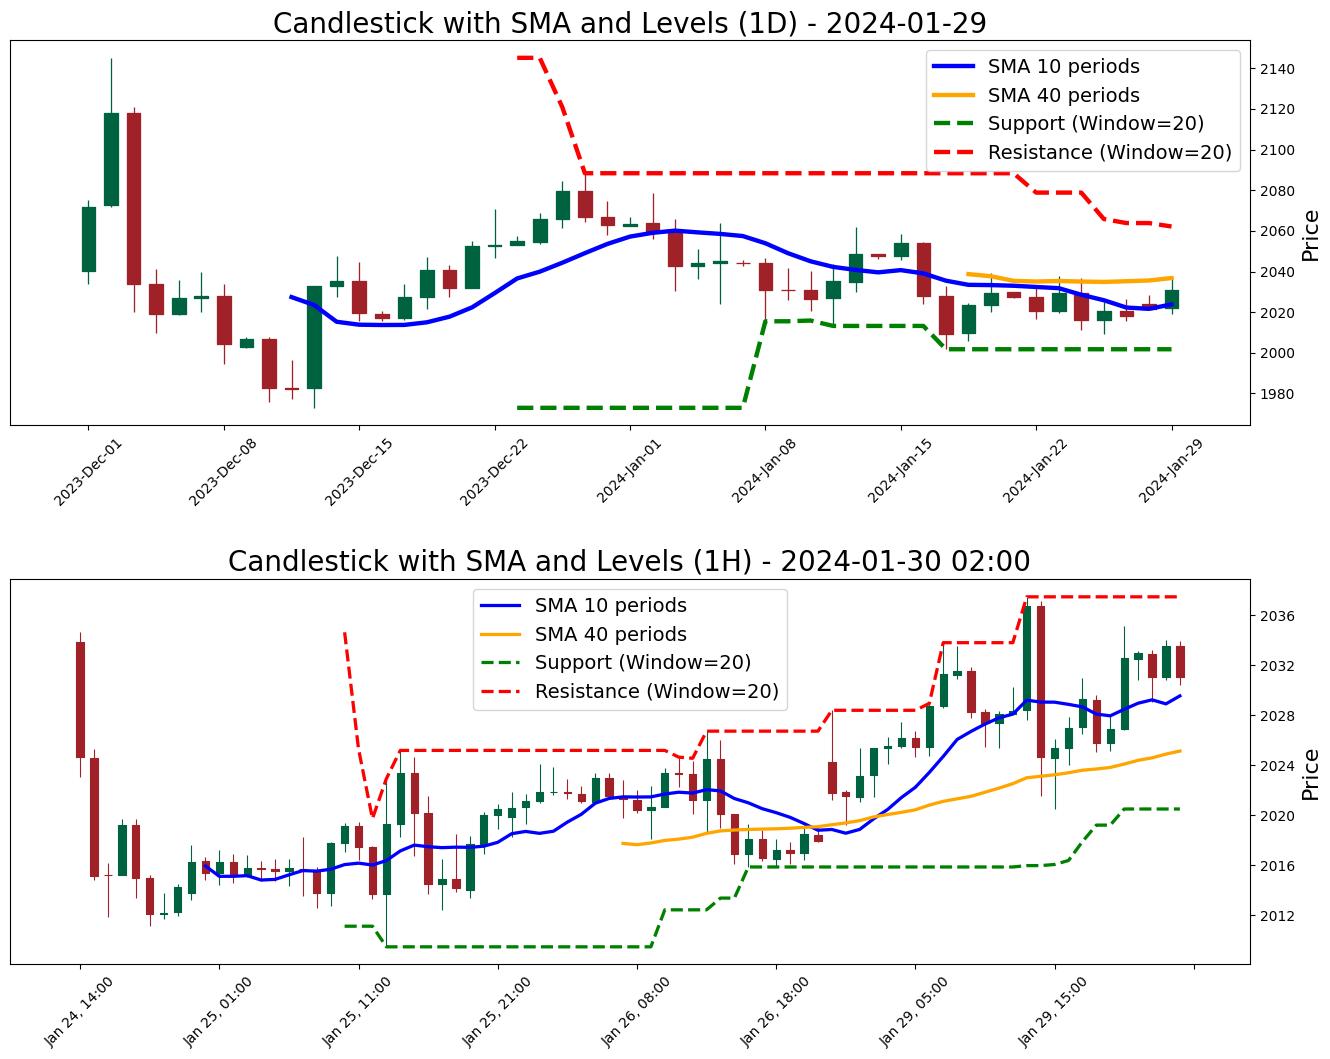 Candlestick with SMA and Levels (1D) - 2024-01-29
SMA 10 periods
SMA 40 periods
Support (Window=20)
Resistance (Window=20)
2140
2120
2100
2080
2060
2040
2020
2000
1980
Price
2023-Dec-01
2023-Dec-08
2023-Dec-15
2023-Dec-22
2024-Jan-01
2024-Jan-08
2024-Jan-15
2024-Jan-22
2024-Jan-29
Candlestick with SMA and Levels (1H) - 2024-01-30 02:00
SMA 10 periods
SMA 40 periods
Support (Window=20)
Resistance (Window=20)
2036
2032
2028
2024
2020
2016
2012
Price
Jan 24, 14:00
Jan 25, 01:00
Jan 25, 11:00
Jan 25, 21:00
Jan 26, 08:00
Jan 26, 18:00
Jan 29, 05:00
Jan 29, 15:00